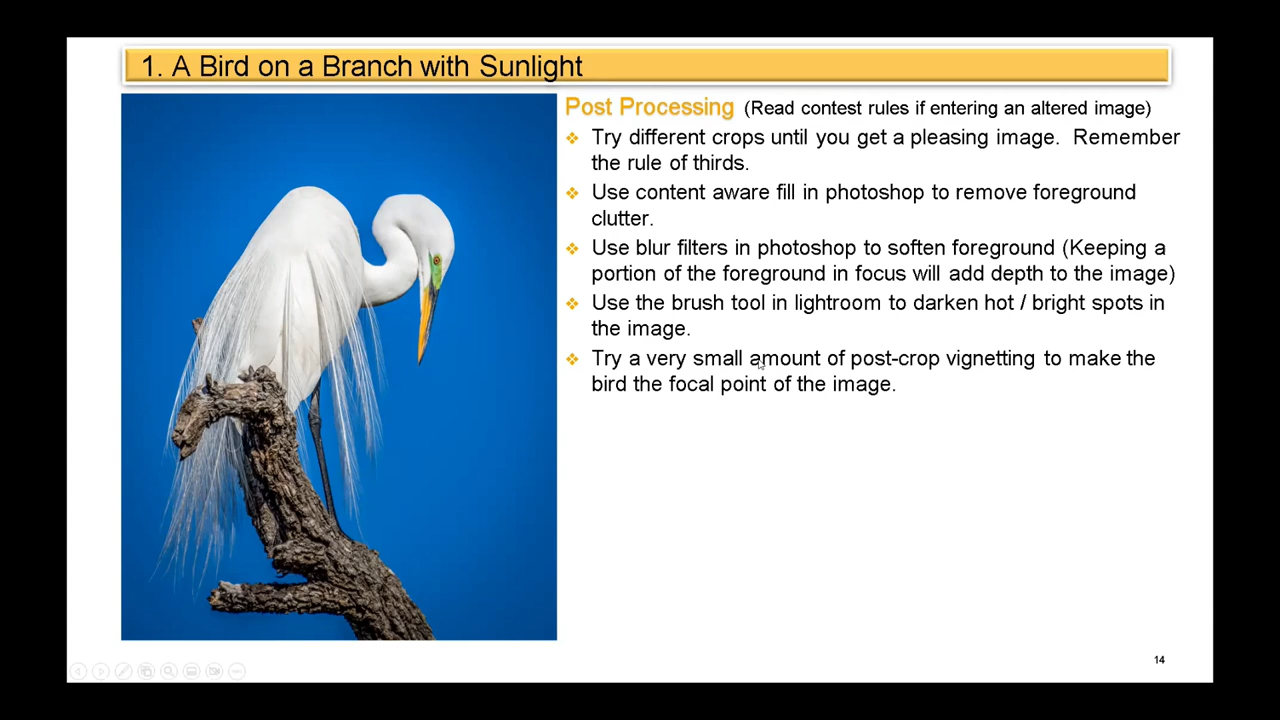 1. A Bird on a Branch with Sunlight
Post Processing (Read contest rules if entering an altered image)
Try different crops until you get a pleasing image. Remember
the rule of thirds.
Use content aware fill in photoshop to remove foreground
clutter.
Use blur filters in photoshop to soften foreground (Keeping a
portion of the foreground in focus will add depth to the image)
Use the brush tool in lightroom to darken hot / bright spots in
the image.
Try a very small amount of post-crop vignetting to make the
bird the focal point of the image.
14